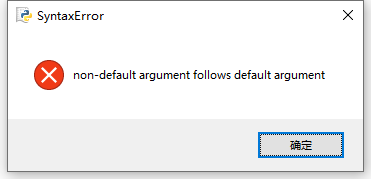 SyntaxError
non-default argument follows default argument
确定